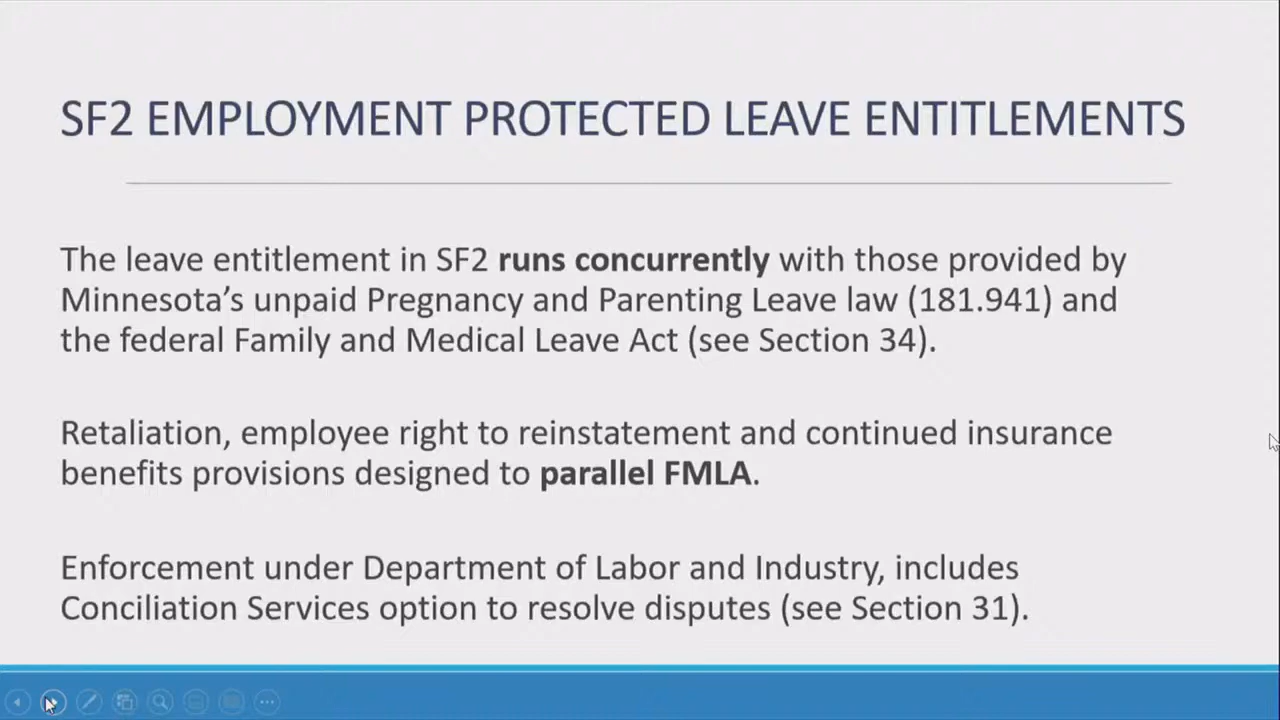 SF2 EMPLOYMENT PROTECTED LEAVE ENTITLEMENTS
The leave entitlement in SF2 runs concurrently with those provided by
Minnesota’s unpaid Pregnancy and Parenting Leave law (181.941) and
the federal Family and Medical Leave Act (see Section 34).
Retaliation, employee right to reinstatement and continued insurance
benefits provisions designed to parallel FMLA.
Enforcement under Department of Labor and Industry, includes
Conciliation Services option to resolve disputes (see Section 31).